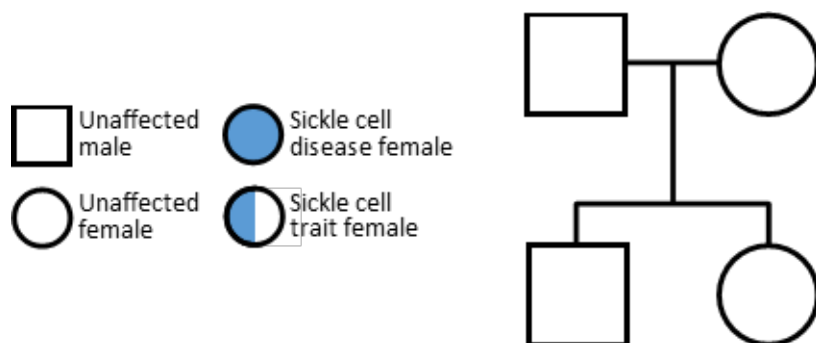 Unaffected
male
Sickle cell
disease female
Unaffected
female
Sickle cell
trait female